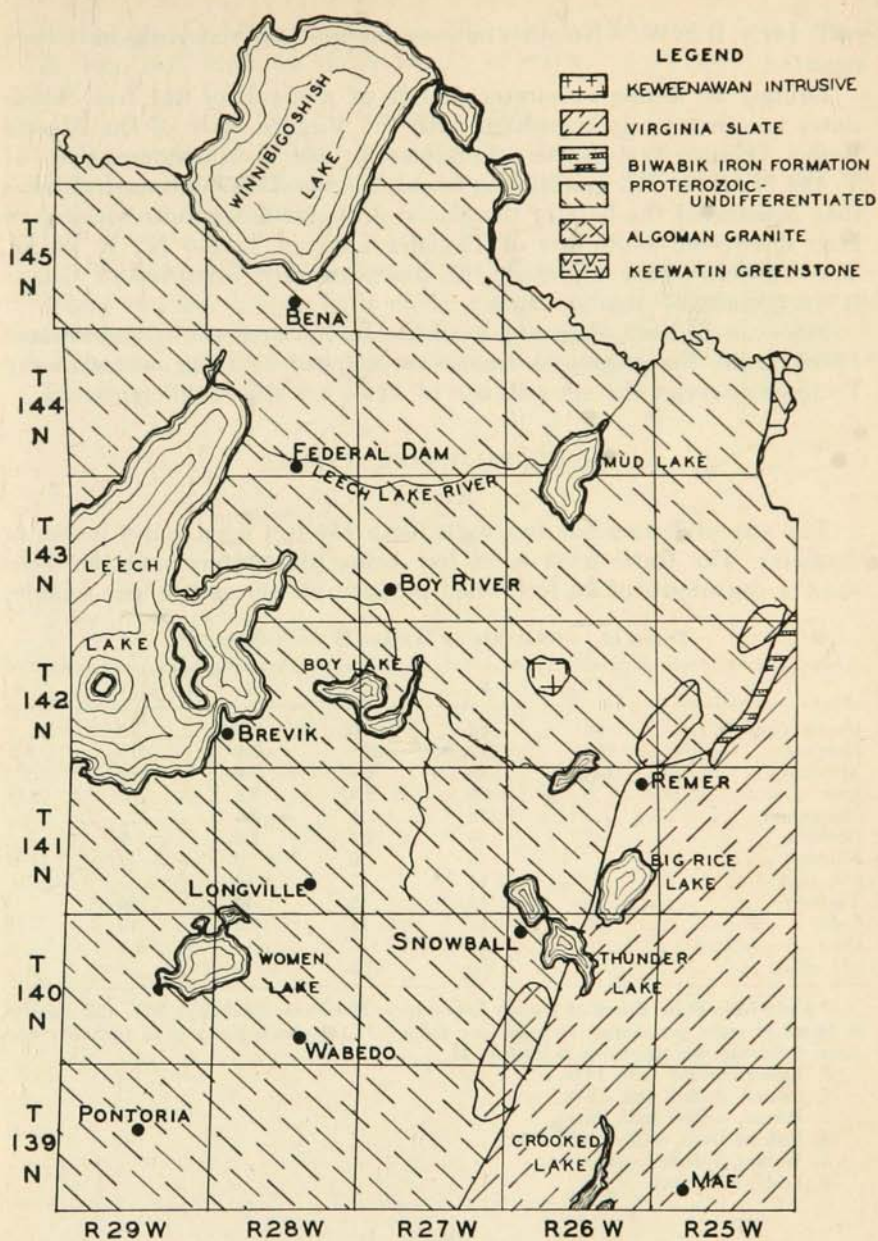 LEGEND
KEWEENAWAN INTRUSIVE
VIRGINIA SLATE
BIWABIK IRON FORMATION
PROTEROZOIC-
UNDIFFERENTIATED
ALGOMAN GRANITE
KEEWATIN GREENSTONE
WINNIBIGOSHISH
LAKE
T
145
N
BENA
T
144
N
FEDERAL DAM
LEECH LAKE RIVER
MUD LAKE
T
143
N
LEECH
LAKE
BOY RIVER
T
142
N
BOY LAKE
BREVIK
REMER
T
141
N
BIG RICE
LAKE
LONGVILLE
SNOWBALL
T
140
N
WOMEN
LAKE
THUNDER
LAKE
WABEDO
T
139
N
PONTORIA
CROOKED
LAKE
MAE
R29W R28W R27W R26W R25W